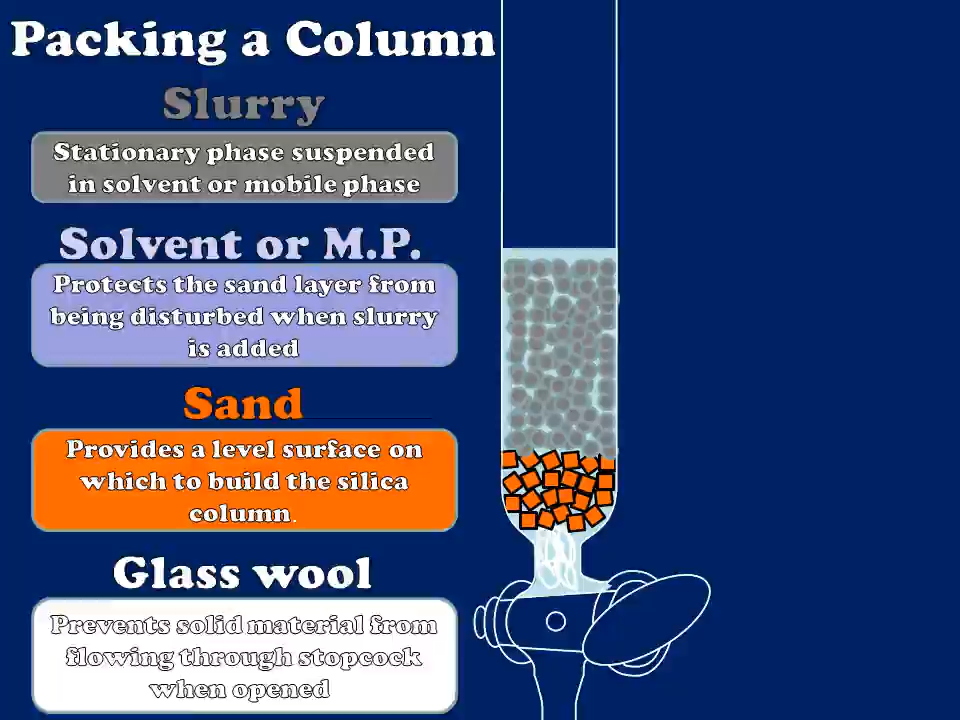 Packing a Column
Slurry
Stationary phase suspended
in solvent or mobile phase
Solvent or M.P.
Protects the sand layer from
being disturbed when slurry
is added
Sand
Provides a level surface on
which to build the silica
column.
Glass wool
Prevents solid material from
flowing through stopcock
when opened